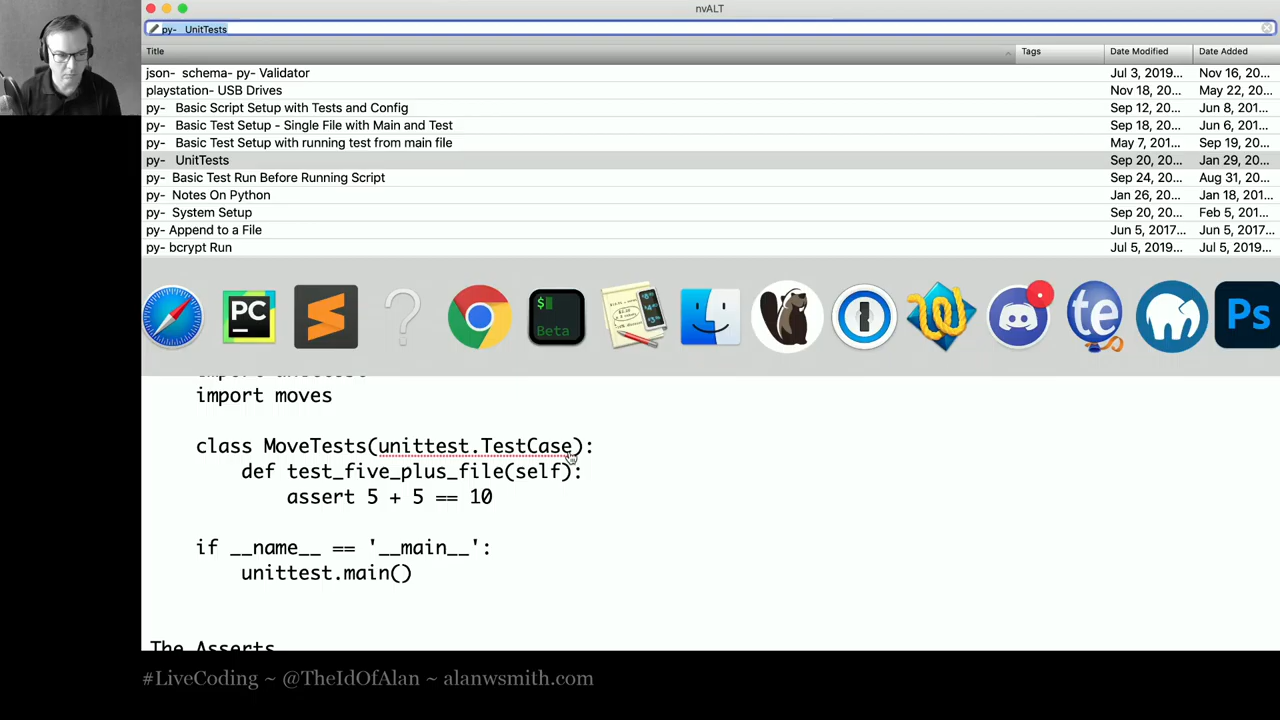 nvALT
py- UnitTests
Title Tags Date Modified Date Added
json- schema- py- Validator Jul 3, 2019... Nov 16, 20...
playstation- USB Drives Nov 18, 20... May 22, 20...
py- Basic Script Setup with Tests and Config Sep 12, 20... Jun 8, 201...
py- Basic Test Setup - Single File with Main and Test Sep 18, 20... Jun 6, 201...
py- Basic Test Setup with running test from main file May 7, 201... Sep 19, 20...
py- UnitTests Sep 20, 20... Jan 29, 20...
py- Basic Test Run Before Running Script Sep 24, 20... Aug 31, 20...
py- Notes On Python Jan 26, 20... Jan 18, 201...
py- System Setup Sep 20, 20... Feb 5, 201...
py- Append to a File Jun 5, 2017... Jun 5, 2017...
py- bcrypt Run Jul 5, 2019... Jul 5, 2019...
PC $ Beta te Ps
import unittest
import moves
class MoveTests(unittest.TestCase):
def test_five_plus_file(self):
assert 5 + 5 == 10
if __name__ == '__main__':
unittest.main()
The Asserts
#LiveCoding ~ @TheIdOfAlan ~ alanwsmith.com